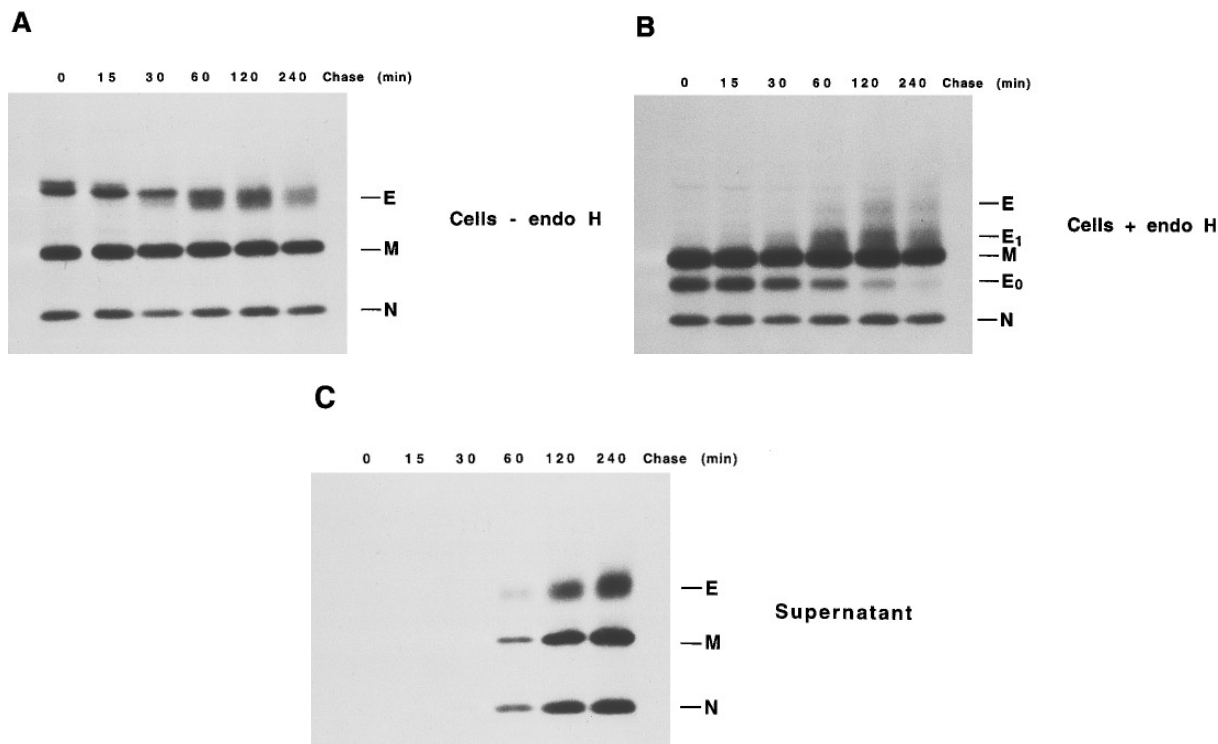 A
0 15 30 60 120 240 Chase (min)
E
M
N
Cells - endo H
B
0 15 30 60 120 240 Chase (min)
E
E1
M
E0
N
Cells + endo H
C
0 15 30 60 120 240 Chase (min)
E
M
N
Supernatant